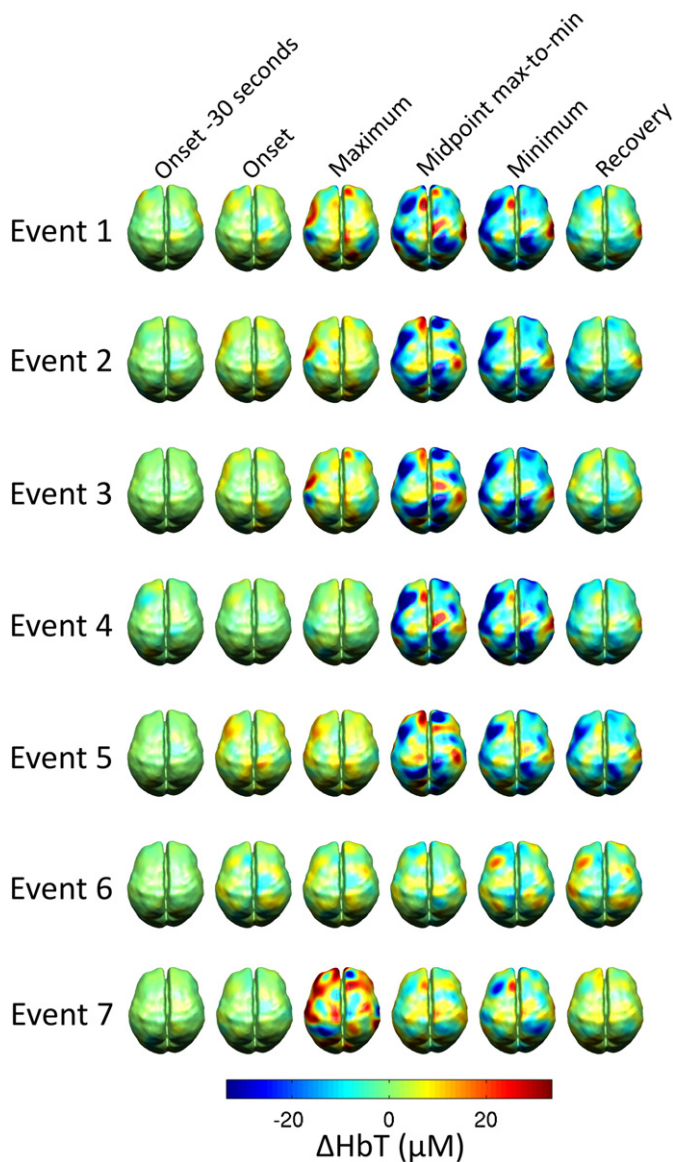 Onset -30 seconds
Onset
Maximum
Midpoint max-to-min
Minimum
Recovery
Event 1
Event 2
Event 3
Event 4
Event 5
Event 6
Event 7
-20 0 20
ΔHbT (μM)